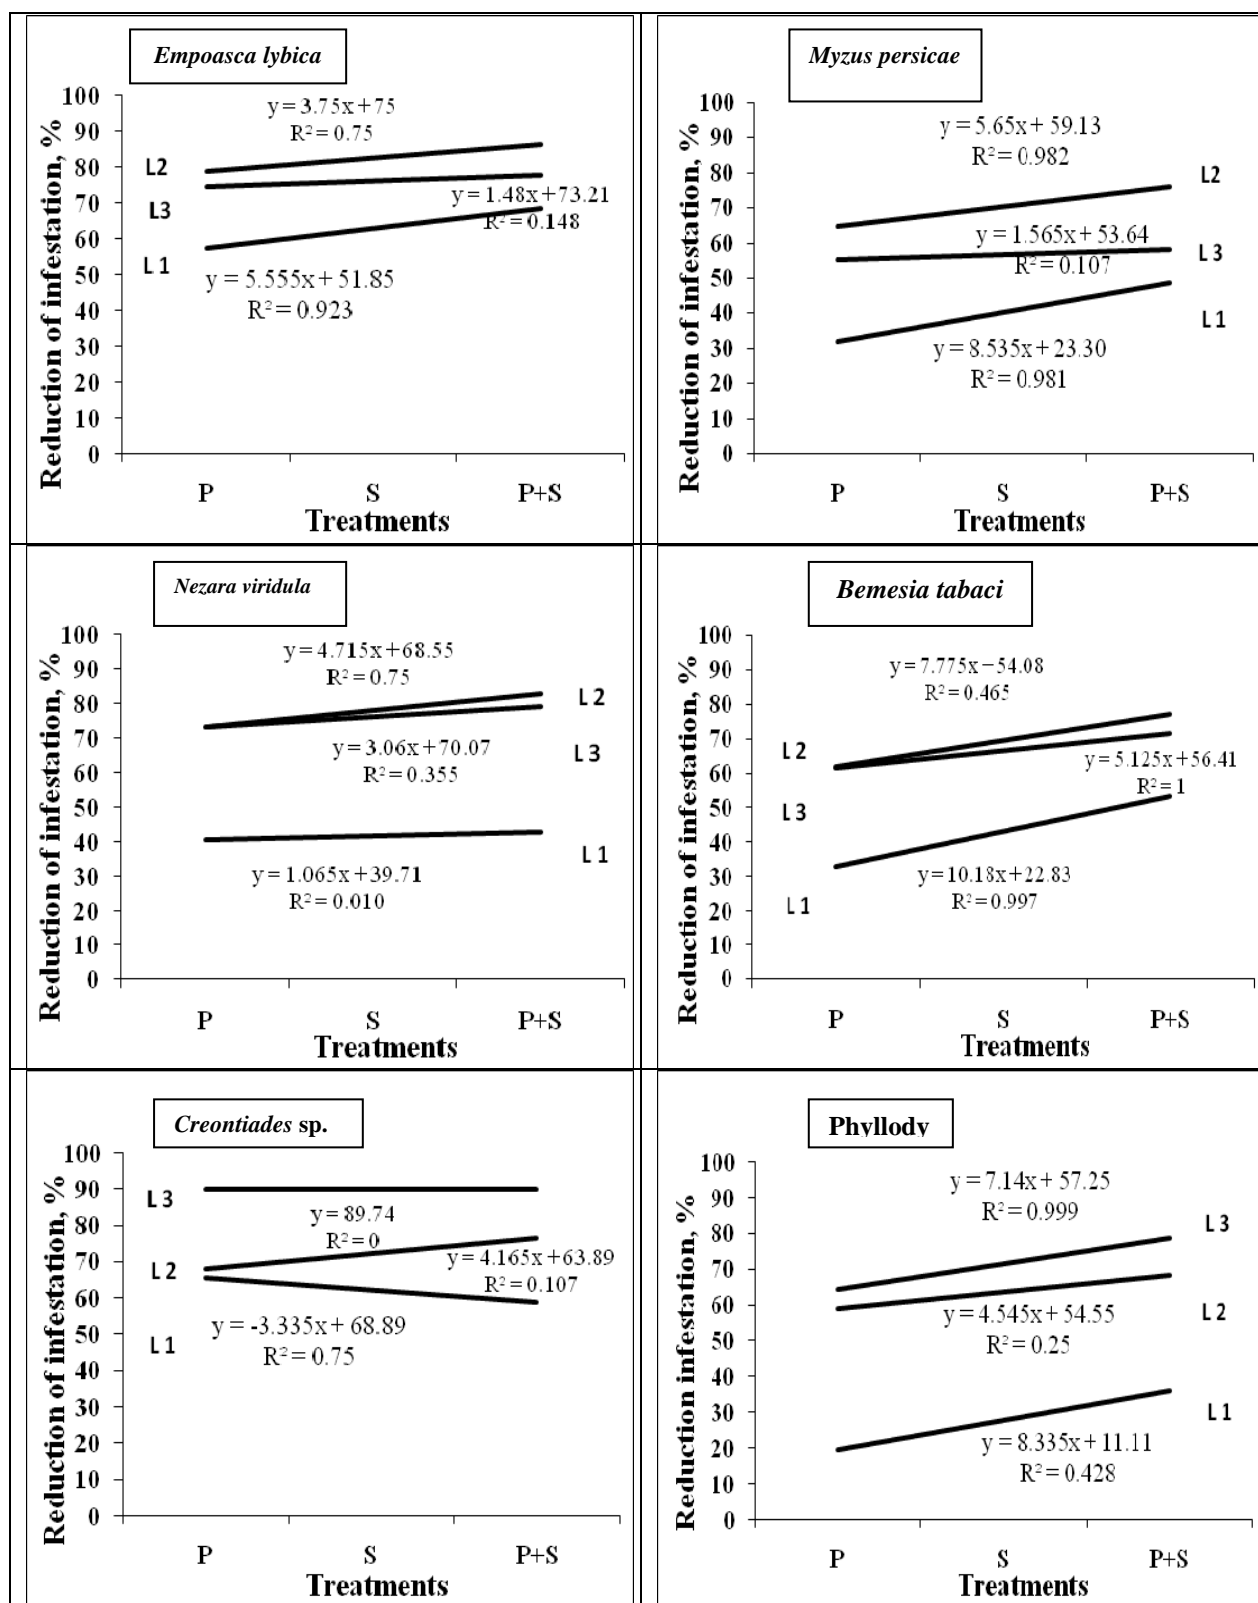 Empoasca lybica
Reduction of infestation, %
100
90
80
70
60
50
40
30
20
10
0
y = 3.75x + 75
R² = 0.75
L2
L3
y = 1.48x + 73.21
R² = 0.148
L 1
y = 5.555x + 51.85
R² = 0.923
P S P+S
Treatments
Myzus persicae
Reduction of infestation, %
100
90
80
70
60
50
40
30
20
10
0
y = 5.65x + 59.13
R² = 0.982
L2
y = 1.565x + 53.64
R² = 0.107
L 3
L 1
y = 8.535x + 23.30
R² = 0.981
P S P+S
Treatments
Nezara viridula
Reduction of infestation, %
100
90
80
70
60
50
40
30
20
10
0
y = 4.715x + 68.55
R² = 0.75
L 2
y = 3.06x + 70.07
R² = 0.355
L 3
L 1
y = 1.065x + 39.71
R² = 0.010
P S P+S
Treatments
Bemesia tabaci
Reduction of infestation, %
100
90
80
70
60
50
40
30
20
10
0
y = 7.775x − 54.08
R² = 0.465
L 2
y = 5.125x + 56.41
R² = 1
L 3
y = 10.18x + 22.83
R² = 0.997
L 1
P S P+S
Treatments
Creontiades sp.
Reduction of infestation, %
100
90
80
70
60
50
40
30
20
10
0
L 3
y = 89.74
R² = 0
L 2
y = 4.165x + 63.89
R² = 0.107
y = -3.335x + 68.89
R² = 0.75
L 1
P S P+S
Treatments
Phyllody
Reduction infestation, %
100
90
80
70
60
50
40
30
20
10
0
y = 7.14x + 57.25
R² = 0.999
L 3
y = 4.545x + 54.55
R² = 0.25
L 2
L 1
y = 8.335x + 11.11
R² = 0.428
P S P+S
Treatments